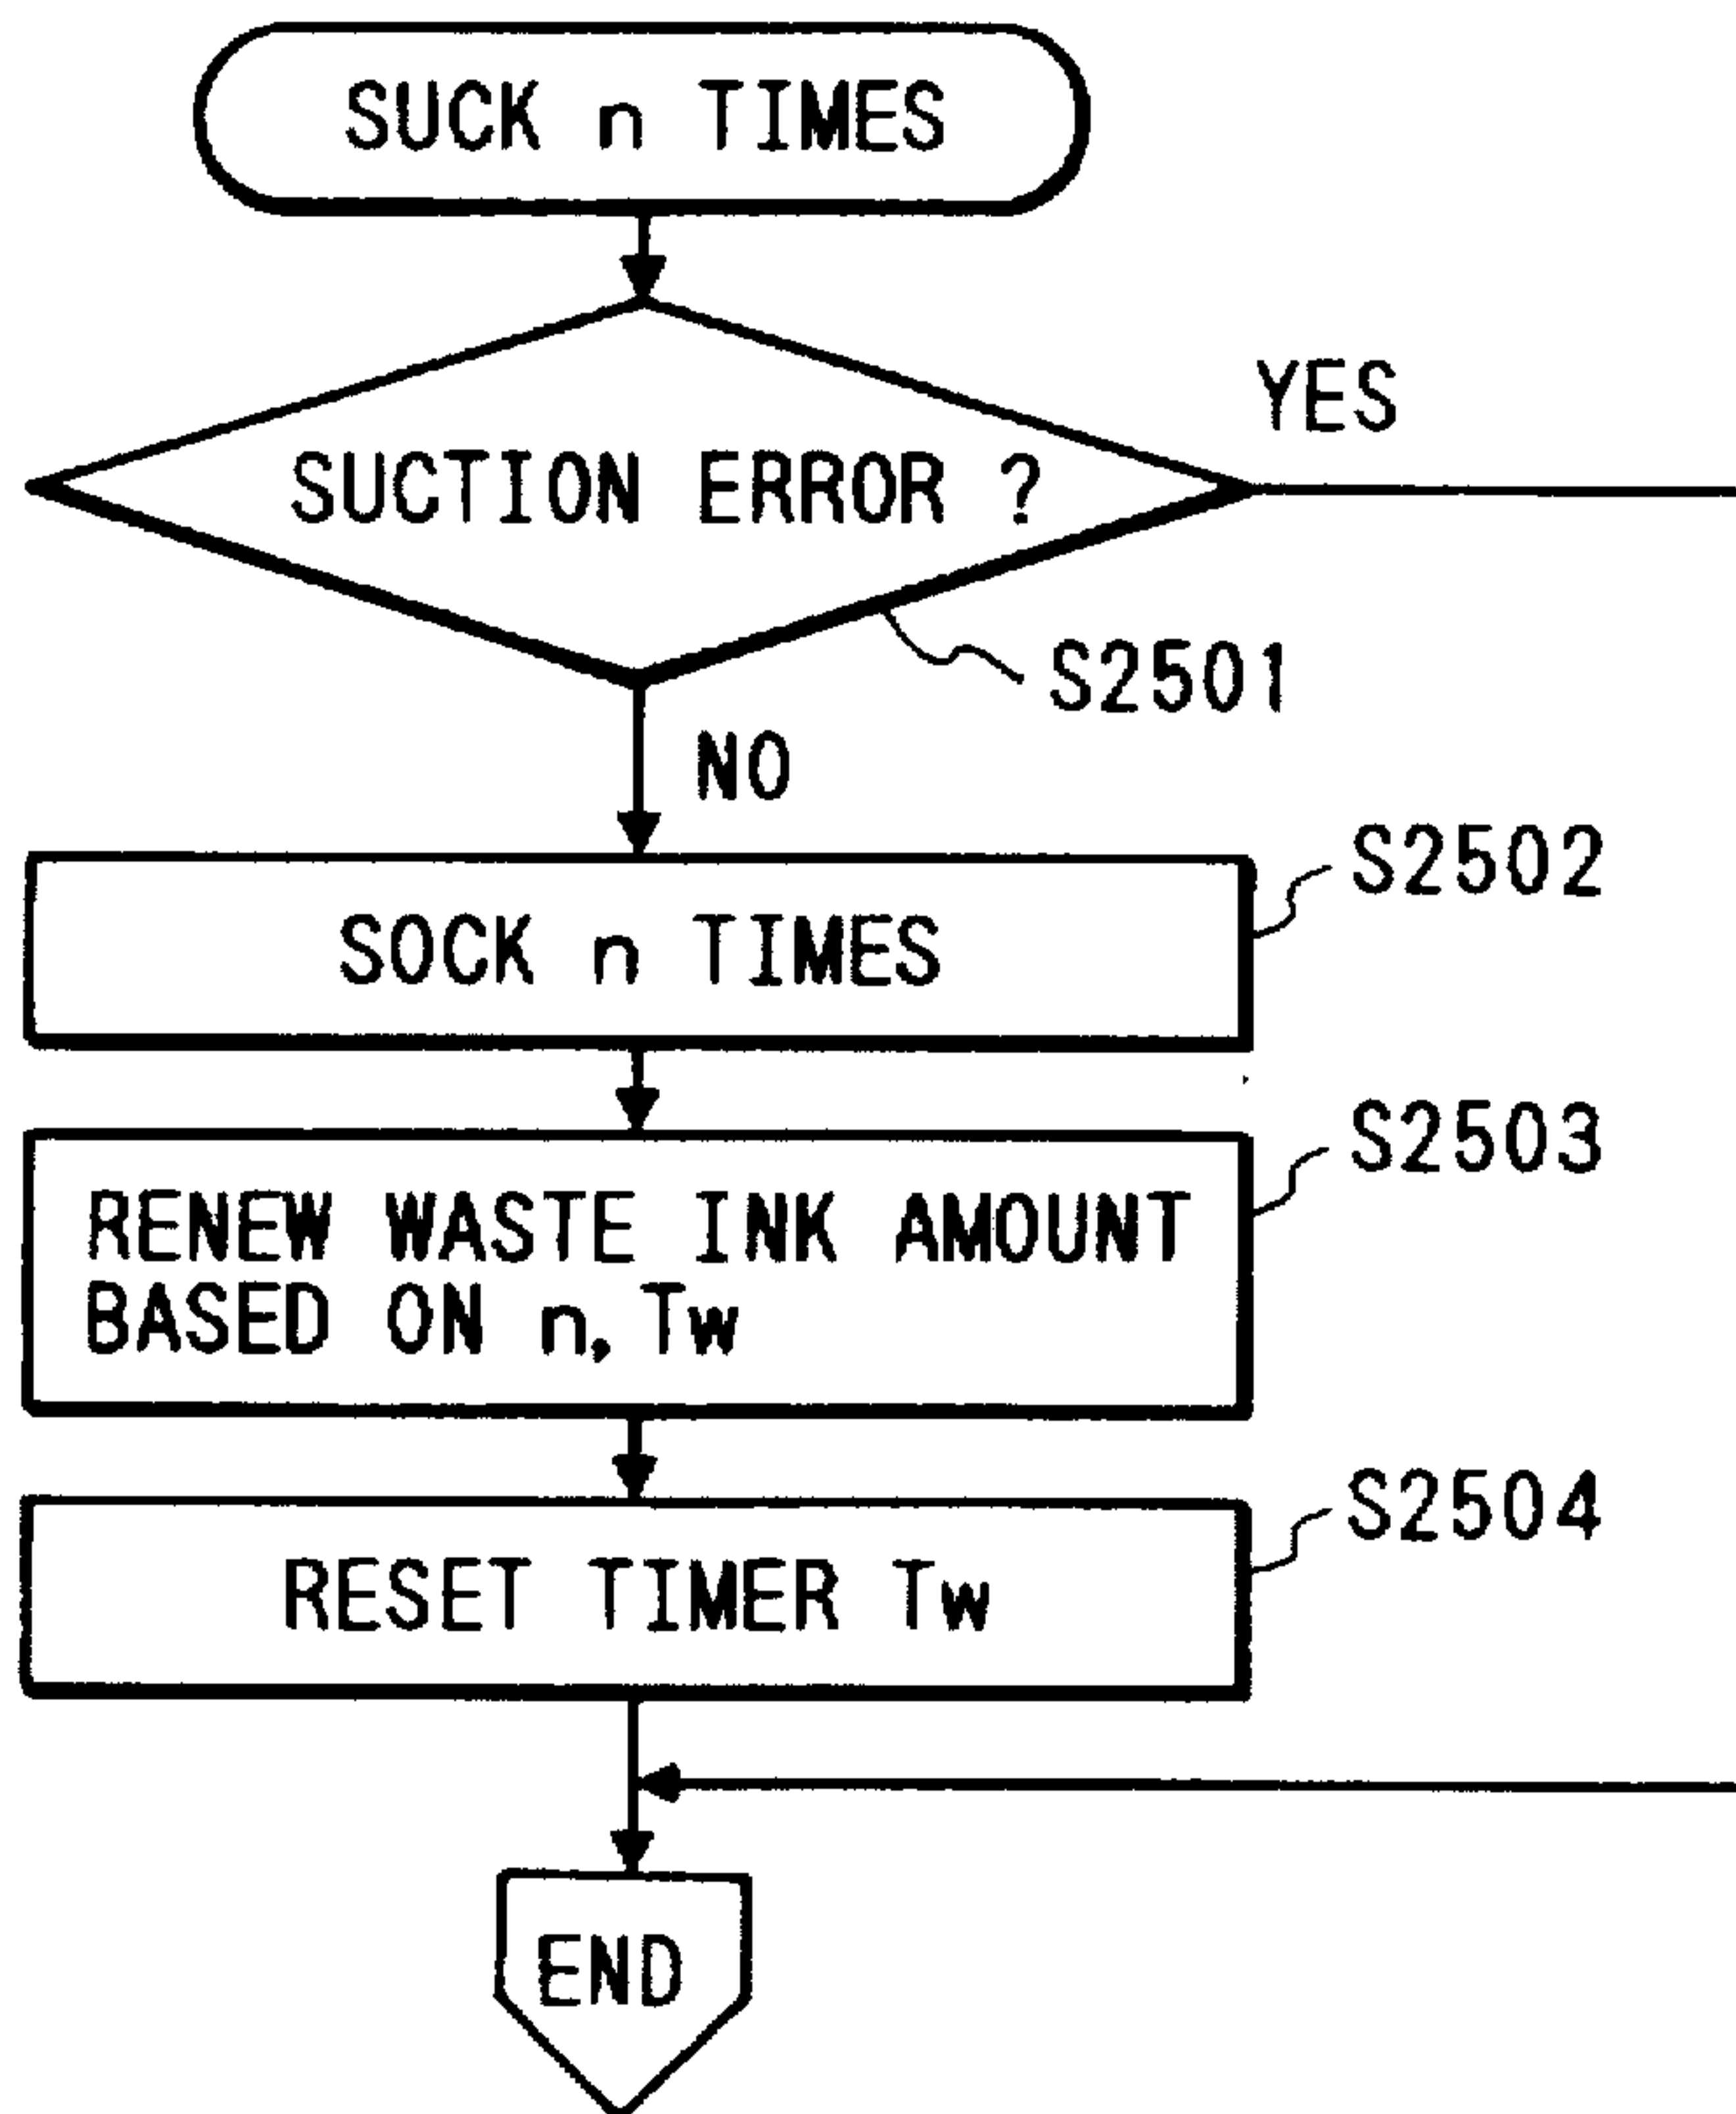 SUCK n TIMES
YES
SUCTION ERROR ?
S2501
NO
S2502
SOCK n TIMES
S2503
RENEW WASTE INK AMOUNT
BASED ON n, Tw
S2504
RESET TIMER Tw
END